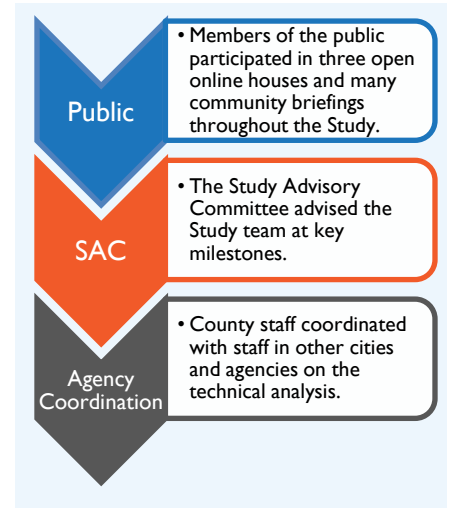 Public
• Members of the public
participated in three open
online houses and many
community briefings
throughout the Study.
SAC
• The Study Advisory
Committee advised the
Study team at key
milestones.
Agency
Coordination
• County staff coordinated
with staff in other cities
and agencies on the
technical analysis.